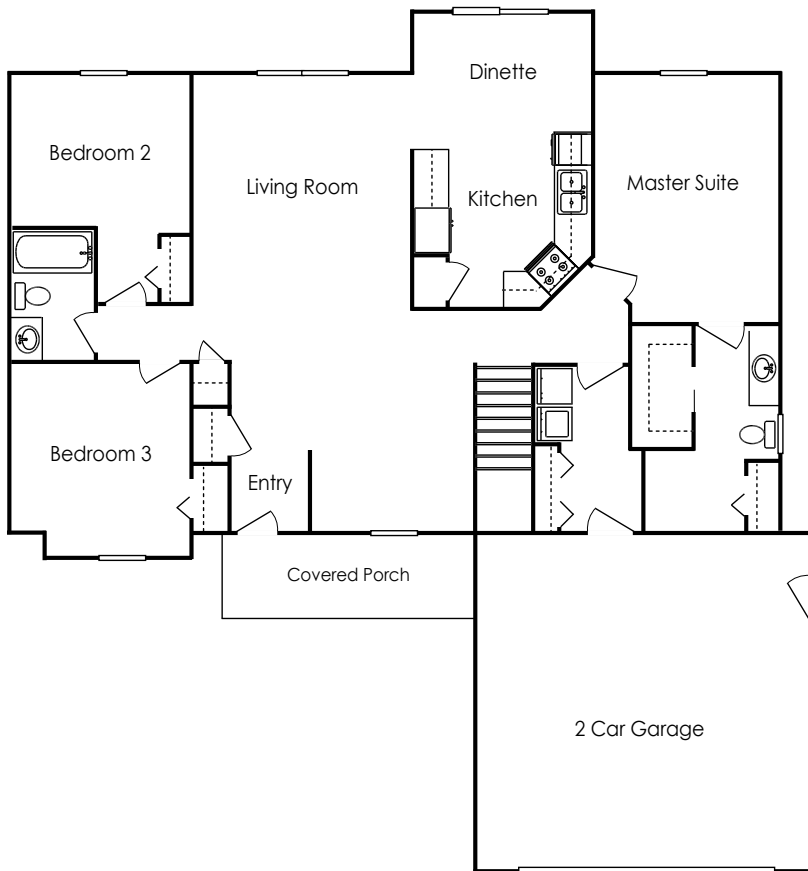 Dinette
Bedroom 2
Living Room
Kitchen
Master Suite
Bedroom 3
Entry
Covered Porch
2 Car Garage